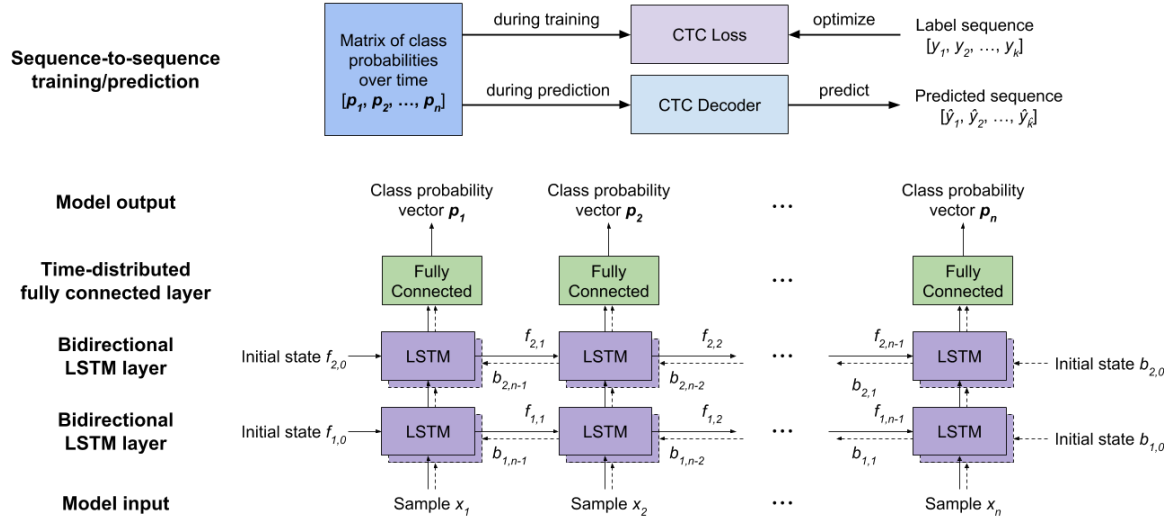 Sequence-to-sequence
training/prediction
Matrix of class
probabilities
over time
[p1, p2, ..., pn]
during training
CTC Loss
optimize
Label sequence
[y1, y2, ..., yk]
during prediction
CTC Decoder
predict
Predicted sequence
[ŷ1, ŷ2, ..., ŷk̂]
Model output
Class probability
vector p1
Class probability
vector p2
...
Class probability
vector pn
Time-distributed
fully connected layer
Fully
Connected
Fully
Connected
...
Fully
Connected
Bidirectional
LSTM layer
Initial state f2,0
LSTM
f2,1
b2,n-1
LSTM
f2,2
b2,n-2
...
f2,n-1
b2,1
LSTM
Initial state b2,0
Bidirectional
LSTM layer
Initial state f1,0
LSTM
f1,1
b1,n-1
LSTM
f1,2
b1,n-2
...
f1,n-1
b1,1
LSTM
Initial state b1,0
Model input
Sample x1
Sample x2
...
Sample xn